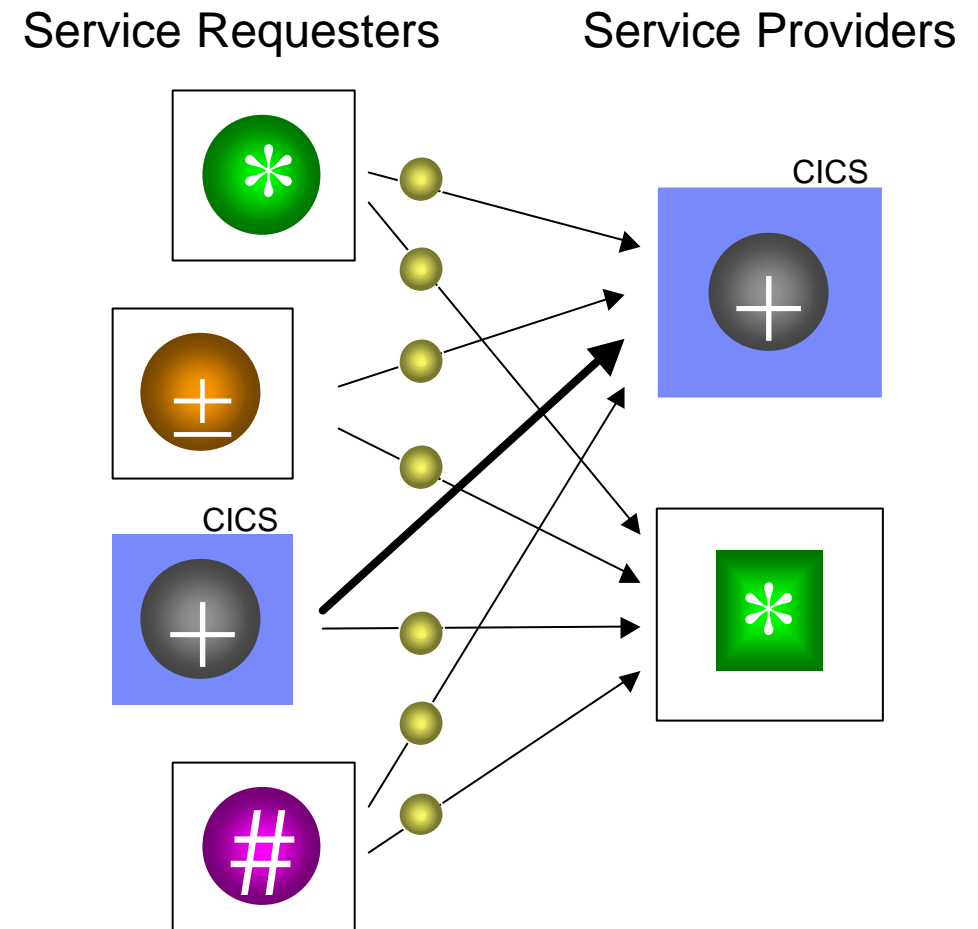 Service Requesters
Service Providers
*
CICS
+
±
CICS
+
*
#